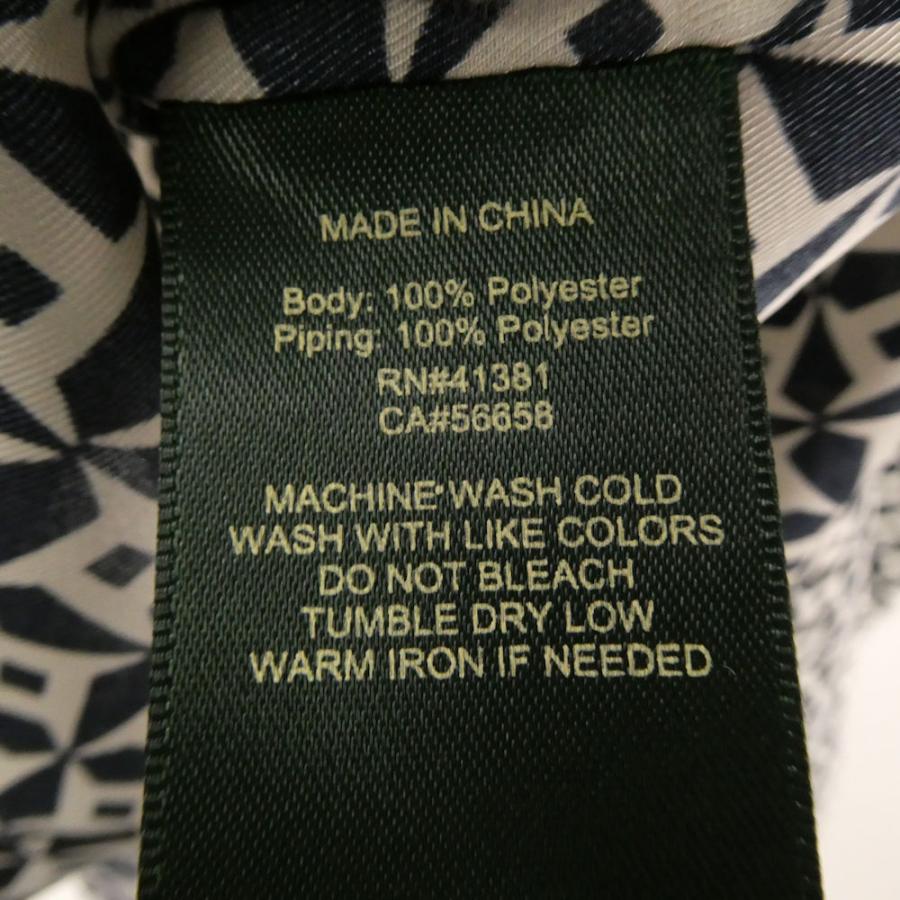 MADE IN CHINA
Body: 100% Polyester
Piping: 100% Polyester
RN#41381
CA#56658
MACHINE WASH COLD
WASH WITH LIKE COLORS
DO NOT BLEACH
TUMBLE DRY LOW
WARM IRON IF NEEDED